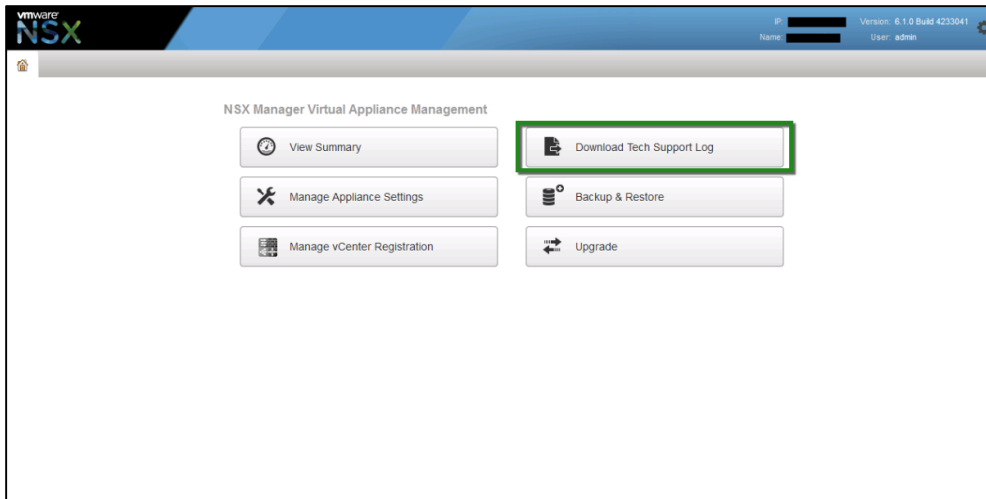 vmware
NSX
IP: Version: 6.1.0 Build 4233041
Name: User: admin
NSX Manager Virtual Appliance Management
View Summary
Download Tech Support Log
Manage Appliance Settings
Backup & Restore
Manage vCenter Registration
Upgrade